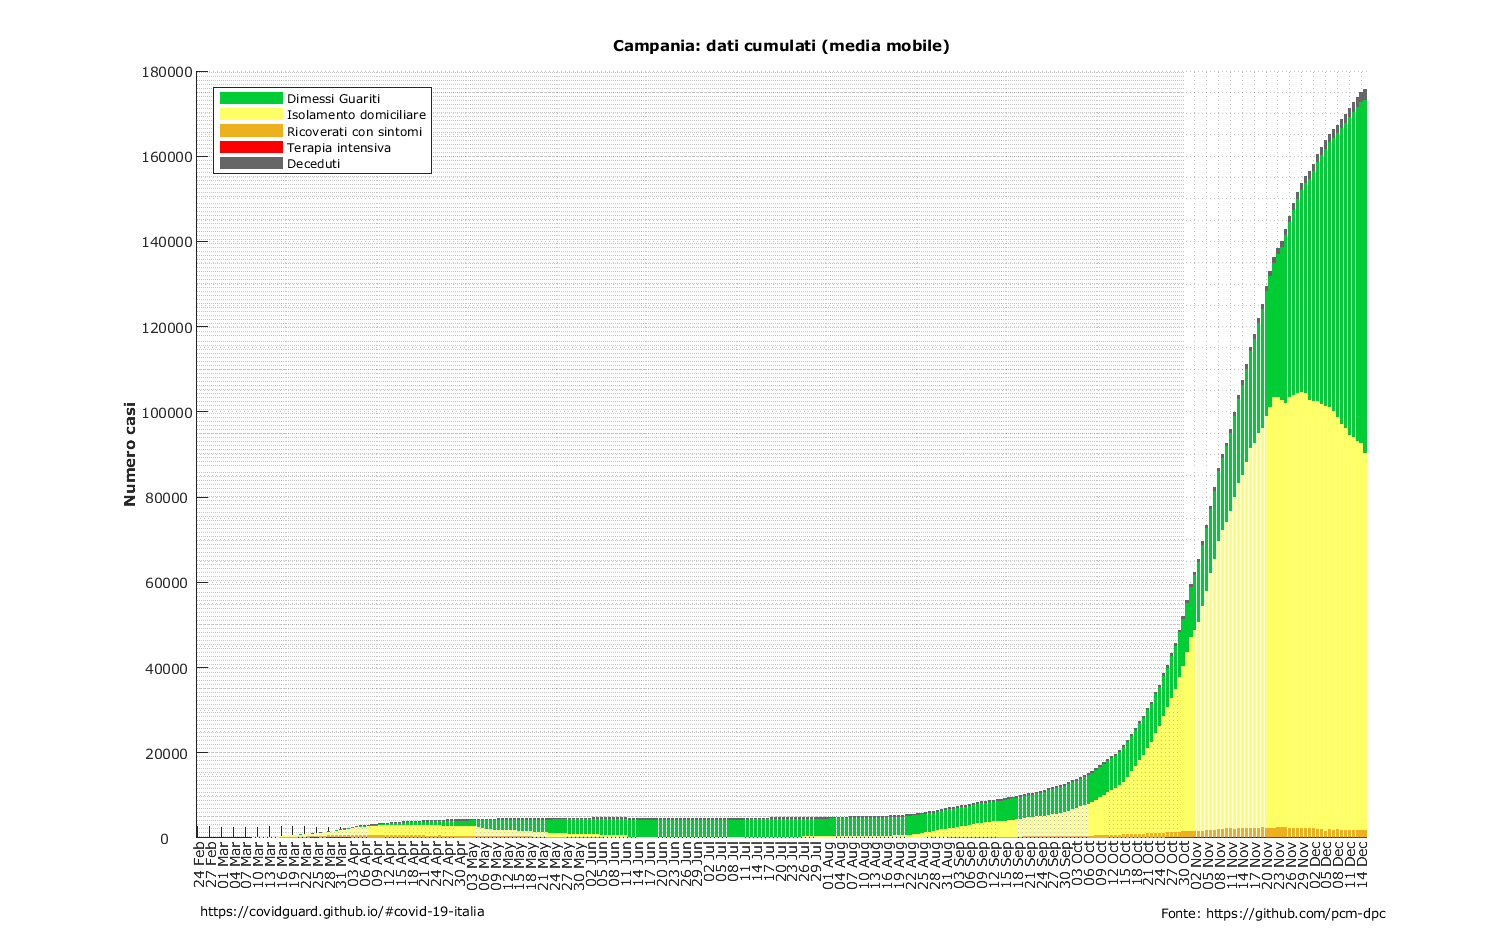 Campania: dati cumulati (media mobile)
180000
160000
140000
120000
100000
80000
60000
40000
20000
0
Numero casi
Dimessi Guariti
Isolamento domiciliare
Ricoverati con sintomi
Terapia intensiva
Deceduti
24 Feb
27 Feb
01 Mar
04 Mar
07 Mar
10 Mar
13 Mar
16 Mar
19 Mar
22 Mar
25 Mar
28 Mar
31 Mar
03 Apr
06 Apr
09 Apr
12 Apr
15 Apr
18 Apr
21 Apr
24 Apr
27 Apr
30 Apr
03 May
06 May
09 May
12 May
15 May
18 May
21 May
24 May
27 May
30 May
02 Jun
05 Jun
08 Jun
11 Jun
14 Jun
17 Jun
20 Jun
23 Jun
26 Jun
29 Jun
02 Jul
05 Jul
08 Jul
11 Jul
14 Jul
17 Jul
20 Jul
23 Jul
26 Jul
29 Jul
01 Aug
04 Aug
07 Aug
10 Aug
13 Aug
16 Aug
19 Aug
22 Aug
25 Aug
28 Aug
31 Aug
03 Sep
06 Sep
09 Sep
12 Sep
15 Sep
18 Sep
21 Sep
24 Sep
27 Sep
30 Sep
03 Oct
06 Oct
09 Oct
12 Oct
15 Oct
18 Oct
21 Oct
24 Oct
27 Oct
30 Oct
02 Nov
05 Nov
08 Nov
11 Nov
14 Nov
17 Nov
20 Nov
23 Nov
26 Nov
29 Nov
02 Dec
05 Dec
08 Dec
11 Dec
14 Dec
https://covidguard.github.io/#covid-19-italia
Fonte: https://github.com/pcm-dpc